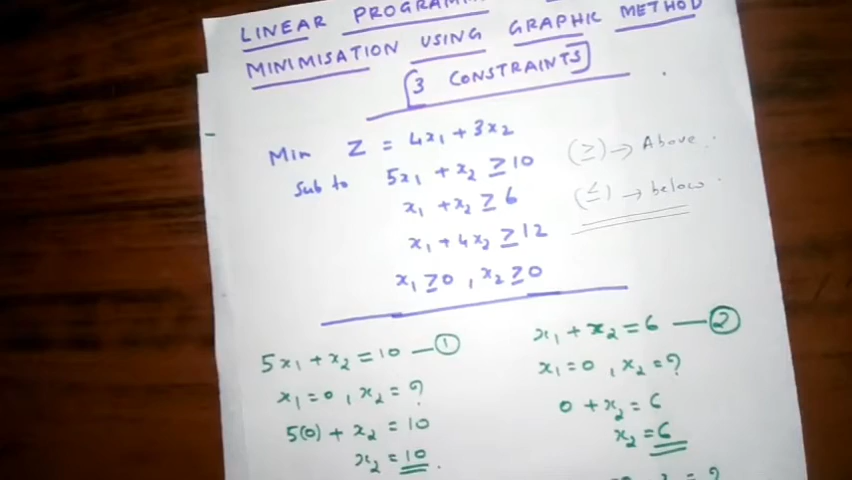 LINEAR PROGRAMM
MINIMISATION USING GRAPHIC METHOD
[3 CONSTRAINTS]
Min Z = 4x₁ + 3x₂
Sub to 5x₁ + x₂ ≥ 10
x₁ + x₂ ≥ 6
x₁ + 4x₂ ≥ 12
x₁ ≥ 0, x₂ ≥ 0
(≥) → Above
(≤) → below
5x₁ + x₂ = 10 — ①
x₁ = 0, x₂ = ?
5(0) + x₂ = 10
x₂ = 10
x₁ + x₂ = 6 — ②
x₁ = 0, x₂ = ?
0 + x₂ = 6
x₂ = 6